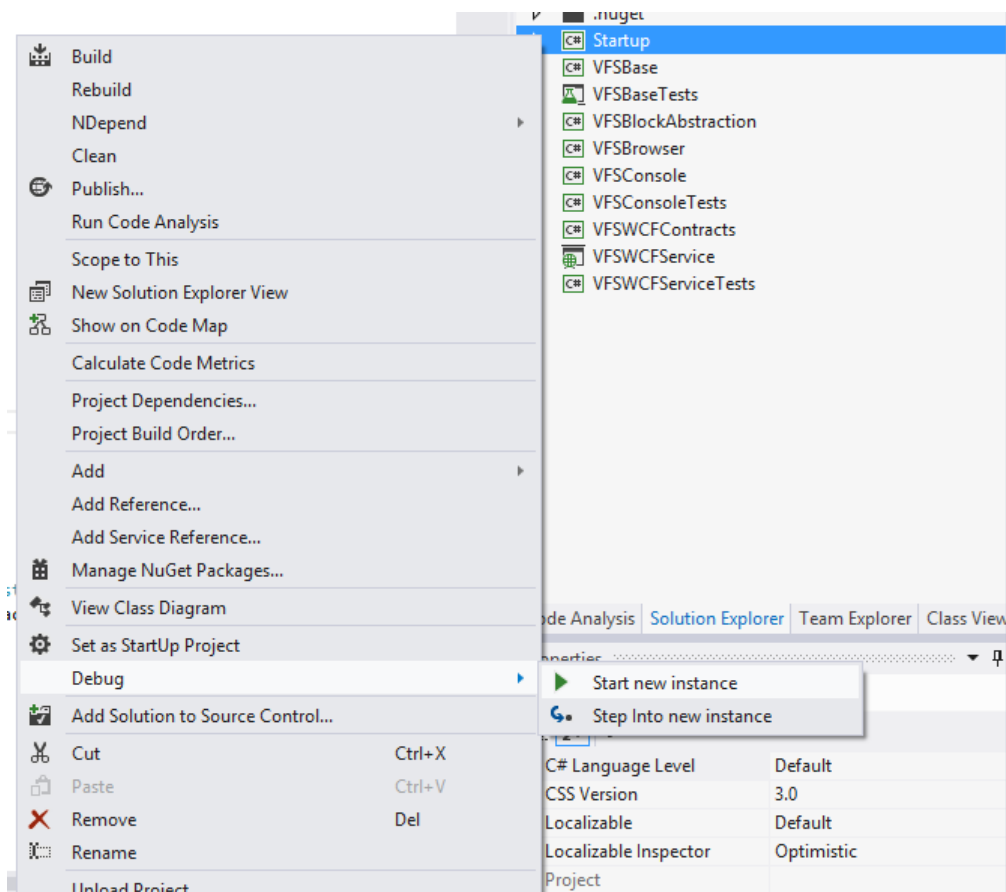 .nuget
Startup
VFSBase
VFSBaseTests
VFSBlockAbstraction
VFSBrowser
VFSConsole
VFSConsoleTests
VFSWCFContracts
VFSWCFService
VFSWCFServiceTests
Build
Rebuild
NDepend
Clean
Publish...
Run Code Analysis
Scope to This
New Solution Explorer View
Show on Code Map
Calculate Code Metrics
Project Dependencies...
Project Build Order...
Add
Add Reference...
Add Service Reference...
Manage NuGet Packages...
View Class Diagram
Set as StartUp Project
Debug
Add Solution to Source Control...
Cut Ctrl+X
Paste Ctrl+V
Remove Del
Rename
Unload Project
Start new instance
Step Into new instance
ode Analysis Solution Explorer Team Explorer Class View
operties
C# Language Level Default
CSS Version 3.0
Localizable Default
Localizable Inspector Optimistic
Project